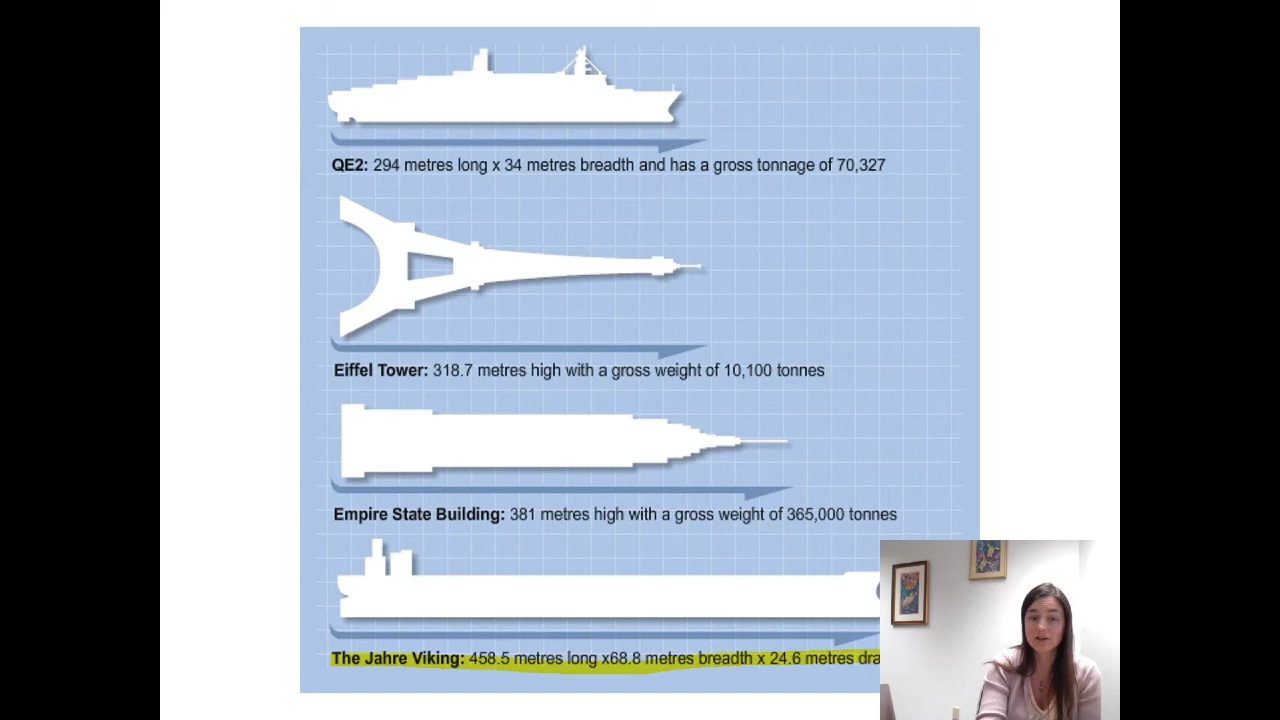 QE2: 294 metres long x 34 metres breadth and has a gross tonnage of 70,327
Eiffel Tower: 318.7 metres high with a gross weight of 10,100 tonnes
Empire State Building: 381 metres high with a gross weight of 365,000 tonnes
The Jahre Viking: 458.5 metres long x68.8 metres breadth x 24.6 metres